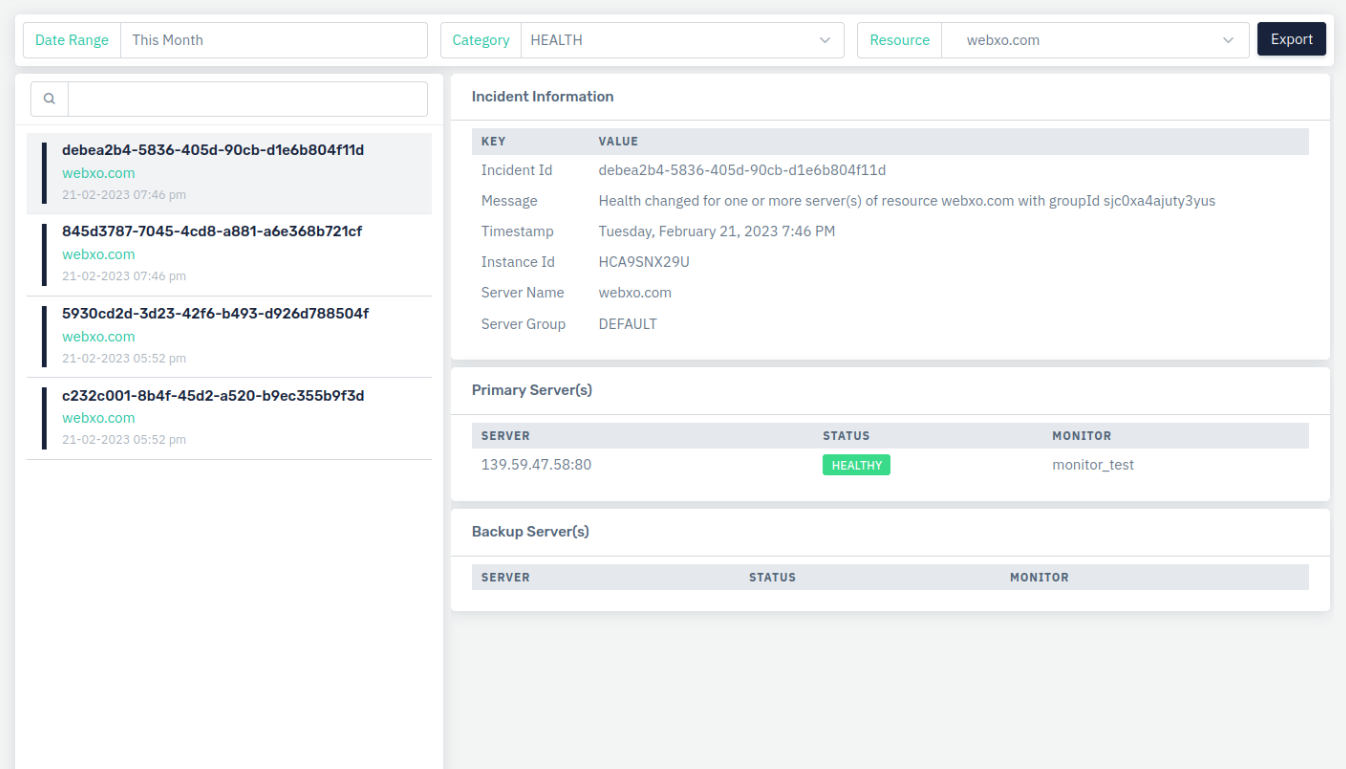 Date Range This Month Category HEALTH Resource webxo.com Export
debea2b4-5836-405d-90cb-d1e6b804f11d
webxo.com
21-02-2023 07:46 pm
845d3787-7045-4cd8-a881-a6e368b721cf
webxo.com
21-02-2023 07:46 pm
5930cd2d-3d23-42f6-b493-d926d788504f
webxo.com
21-02-2023 05:52 pm
c232c001-8b4f-45d2-a520-b9ec355b9f3d
webxo.com
21-02-2023 05:52 pm
Incident Information
KEY VALUE
Incident Id debea2b4-5836-405d-90cb-d1e6b804f11d
Message Health changed for one or more server(s) of resource webxo.com with groupId sjc0xa4ajuty3yus
Timestamp Tuesday, February 21, 2023 7:46 PM
Instance Id HCA9SNX29U
Server Name webxo.com
Server Group DEFAULT
Primary Server(s)
SERVER STATUS MONITOR
139.59.47.58:80 HEALTHY monitor_test
Backup Server(s)
SERVER STATUS MONITOR